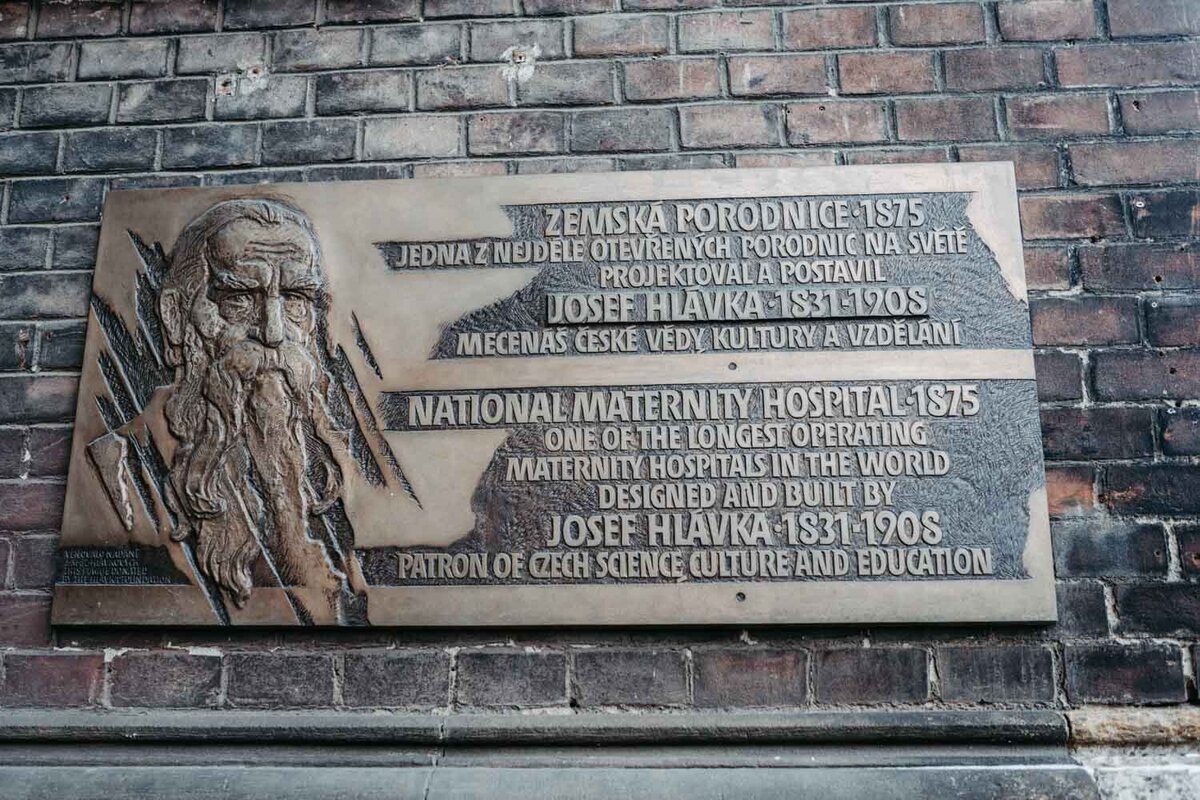 ZEMSKÁ PORODNICE·1875
JEDNA Z NEJDÉLE OTEVŘENÝCH PORODNIC NA SVĚTĚ
PROJEKTOVAL A POSTAVIL
JOSEF HLÁVKA·1831-1908
MECENÁŠ ČESKÉ VĚDY, KULTURY A VZDĚLÁNÍ
NATIONAL MATERNITY HOSPITAL·1875
ONE OF THE LONGEST OPERATING
MATERNITY HOSPITALS IN THE WORLD
DESIGNED AND BUILT BY
JOSEF HLÁVKA·1831-1908
PATRON OF CZECH SCIENCE, CULTURE AND EDUCATION
VĚNOVALO NADÁNÍ